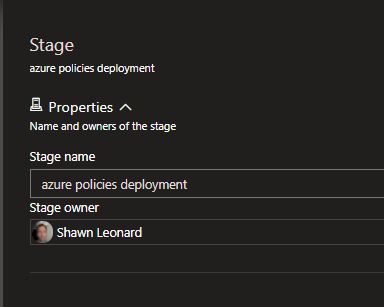 Stage
azure policies deployment
Properties
Name and owners of the stage
Stage name
azure policies deployment
Stage owner
Shawn Leonard